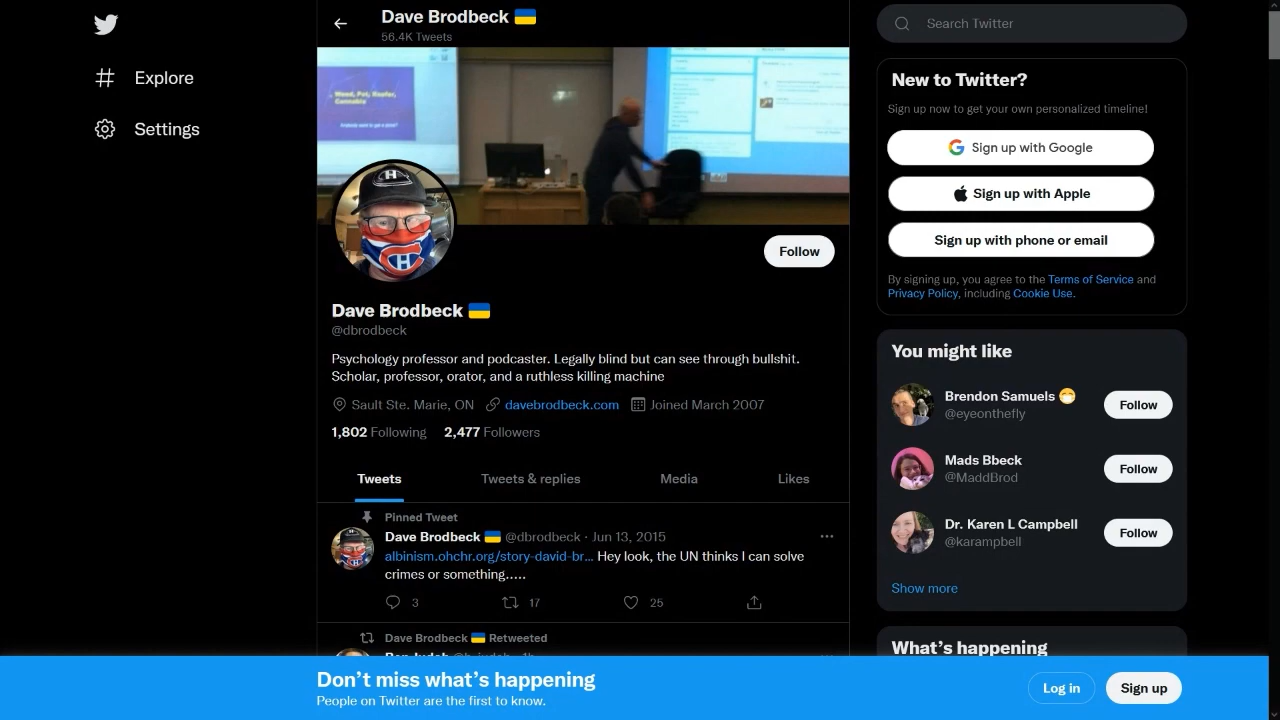 Dave Brodbeck 🇺🇦
56.4K Tweets
Explore
Settings
Weed, Pot, Reefer,
Cannabis
Follow
Dave Brodbeck 🇺🇦
@dbrodbeck
Psychology professor and podcaster. Legally blind but can see through bullshit.
Scholar, professor, orator, and a ruthless killing machine
Sault Ste. Marie, ON davebrodbeck.com Joined March 2007
1,802 Following 2,477 Followers
Tweets Tweets & replies Media Likes
Pinned Tweet
Dave Brodbeck 🇺🇦 @dbrodbeck · Jun 13, 2015
albinism.ohchr.org/story-david-br... Hey look, the UN thinks I can solve
crimes or something.....
3 17 25
Dave Brodbeck 🇺🇦 Retweeted
Search Twitter
New to Twitter?
Sign up now to get your own personalized timeline!
Sign up with Google
Sign up with Apple
Sign up with phone or email
By signing up, you agree to the Terms of Service and
Privacy Policy, including Cookie Use.
You might like
Brendon Samuels 😷
@eyeonthefly
Follow
Mads Bbeck
@MaddBrod
Follow
Dr. Karen L Campbell
@karampbell
Follow
Show more
What's happening
Don't miss what's happening
People on Twitter are the first to know.
Log in
Sign up